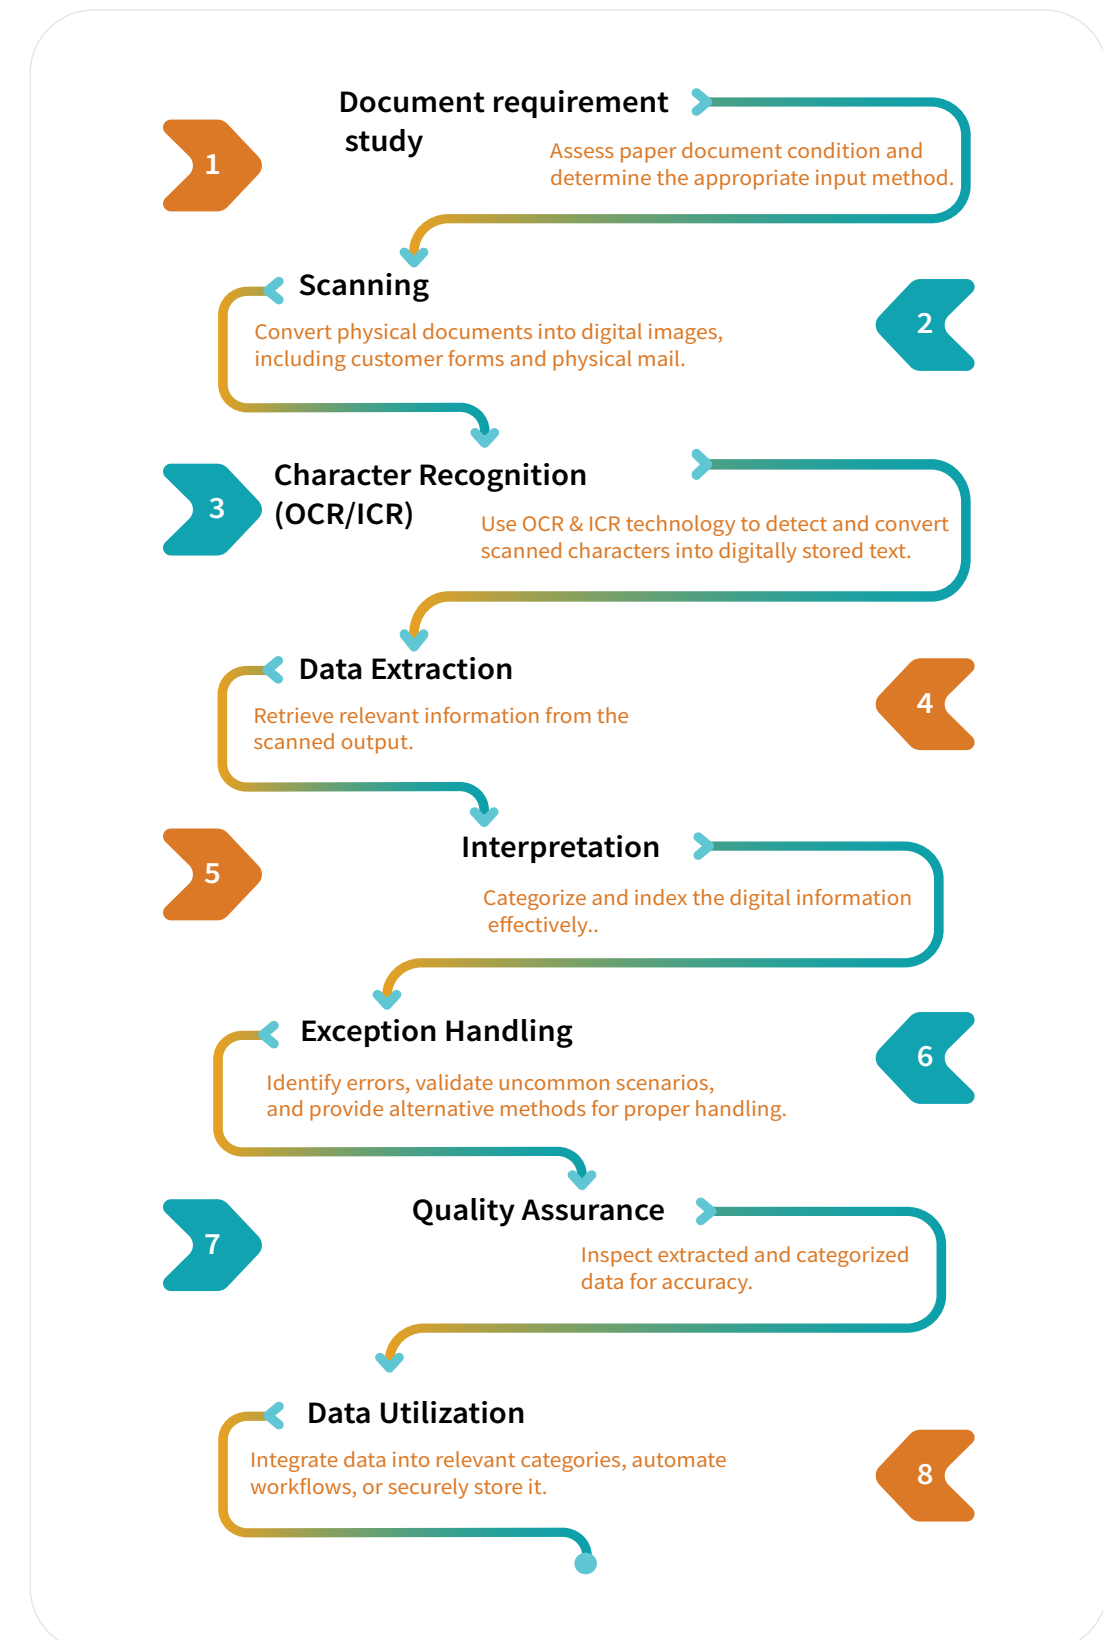 1
Document requirement
study
Assess paper document condition and
determine the appropriate input method.
Scanning
2
Convert physical documents into digital images,
including customer forms and physical mail.
3
Character Recognition
(OCR/ICR)
Use OCR & ICR technology to detect and convert
scanned characters into digitally stored text.
Data Extraction
4
Retrieve relevant information from the
scanned output.
5
Interpretation
Categorize and index the digital information
effectively..
Exception Handling
6
Identify errors, validate uncommon scenarios,
and provide alternative methods for proper handling.
7
Quality Assurance
Inspect extracted and categorized
data for accuracy.
Data Utilization
8
Integrate data into relevant categories, automate
workflows, or securely store it.